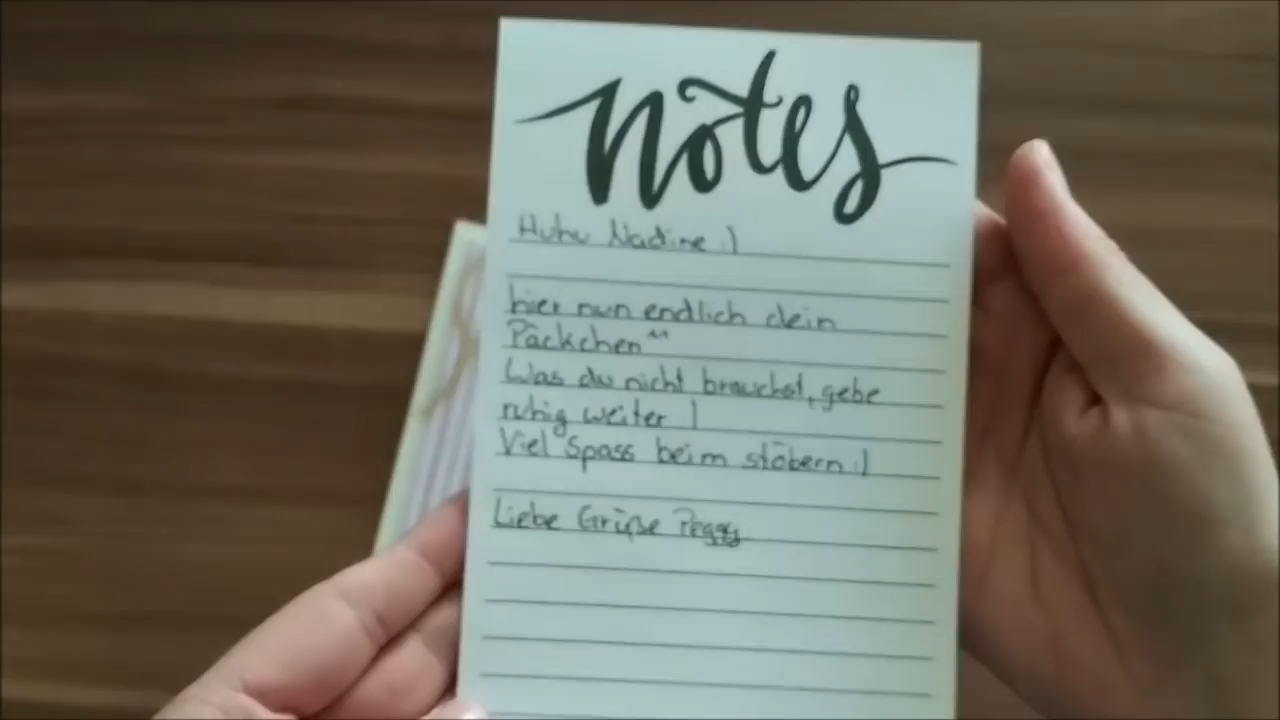 notes
Huhu Nadine :)
hier nun endlich dein
Päckchen^^
Was du nicht brauchst, gebe
ruhig weiter !
Viel Spass beim stöbern :)
Liebe Grüße Peggy